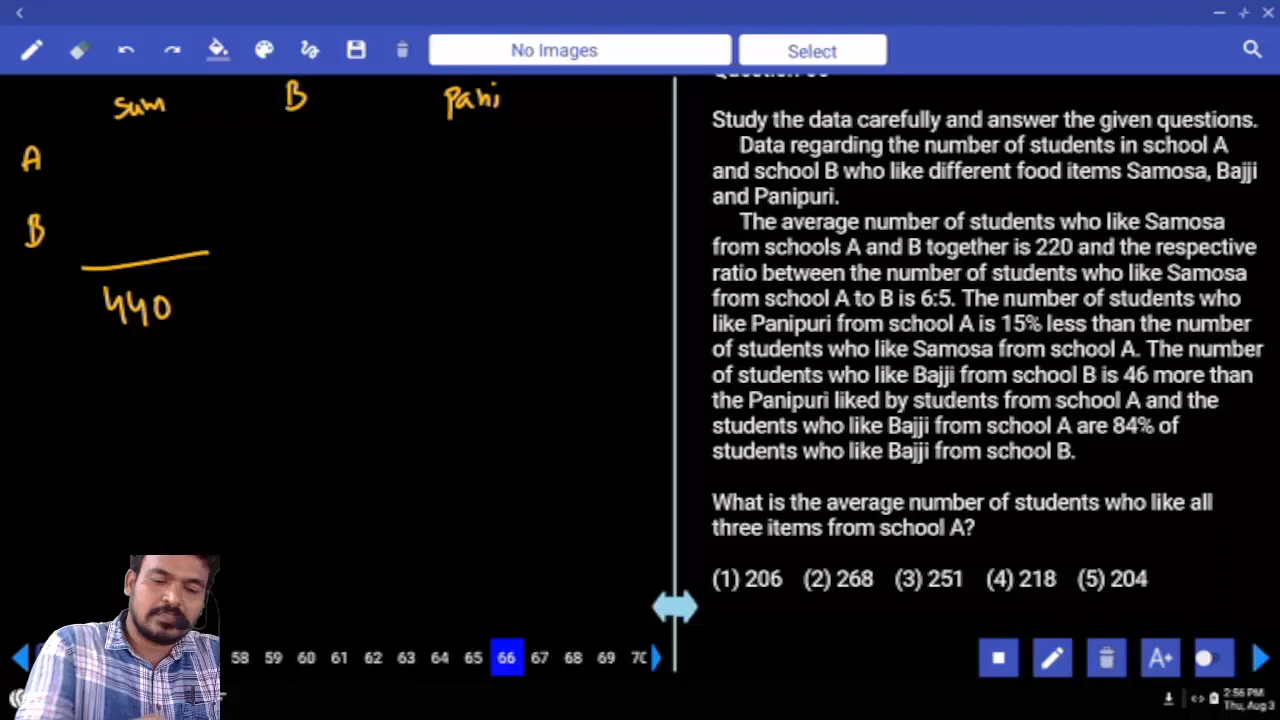 No Images
Select
Sum B Pani
A
B
440
Study the data carefully and answer the given questions.
Data regarding the number of students in school A
and school B who like different food items Samosa, Bajji
and Panipuri.
The average number of students who like Samosa
from schools A and B together is 220 and the respective
ratio between the number of students who like Samosa
from school A to B is 6:5. The number of students who
like Panipuri from school A is 15% less than the number
of students who like Samosa from school A. The number
of students who like Bajji from school B is 46 more than
the Panipuri liked by students from school A and the
students who like Bajji from school A are 84% of
students who like Bajji from school B.
What is the average number of students who like all
three items from school A?
(1) 206 (2) 268 (3) 251 (4) 218 (5) 204
58 59 60 61 62 63 64 65 66 67 68 69
A+
2:56 PM
Thu, Aug 3